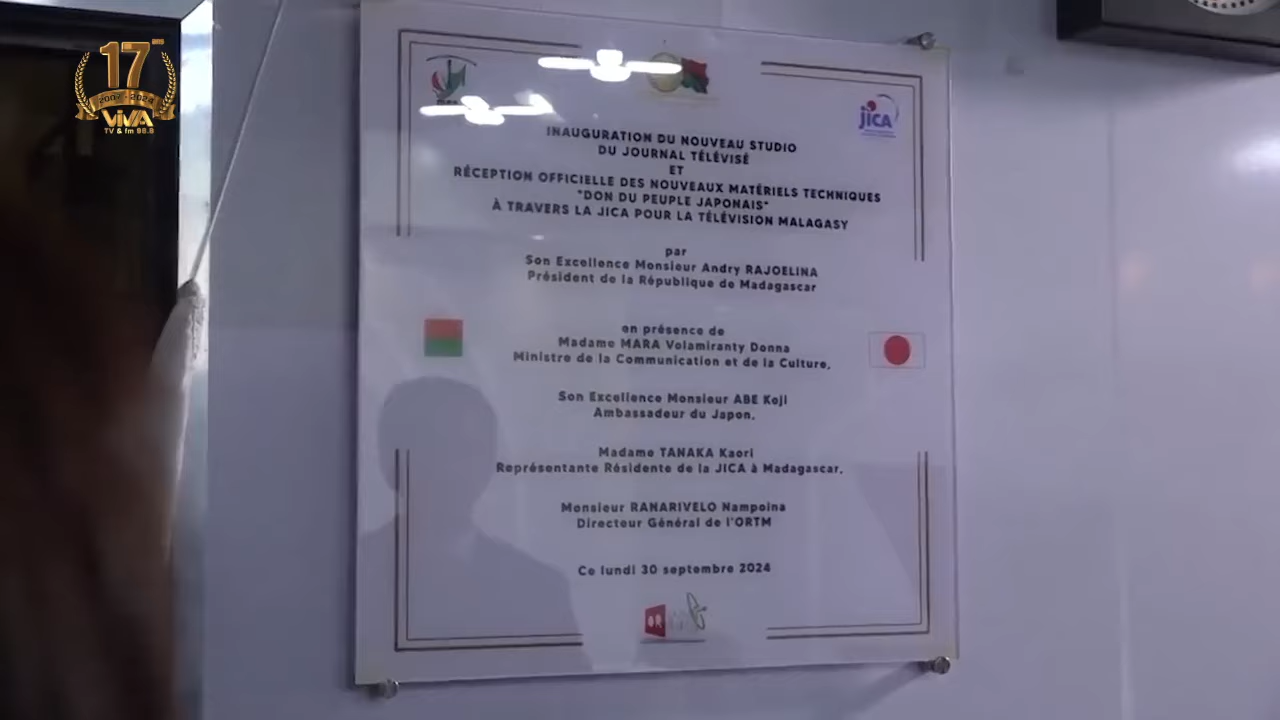 17 ans
2007 - 2024
VIVA
TV & fm 98.8
JICA
INAUGURATION DU NOUVEAU STUDIO
DU JOURNAL TÉLÉVISÉ
ET
RÉCEPTION OFFICIELLE DES NOUVEAUX MATÉRIELS TECHNIQUES
"DON DU PEUPLE JAPONAIS"
À TRAVERS LA JICA POUR LA TÉLÉVISION MALAGASY
par
Son Excellence Monsieur Andry RAJOELINA
Président de la République de Madagascar
en présence de
Madame MARA Volamiranty Donna
Ministre de la Communication et de la Culture,
Son Excellence Monsieur ABE Koji
Ambassadeur du Japon,
Madame TANAKA Kaori
Représentante Résidente de la JICA à Madagascar,
Monsieur RANARIVELO Nampoina
Directeur Général de l'ORTM
Ce lundi 30 septembre 2024